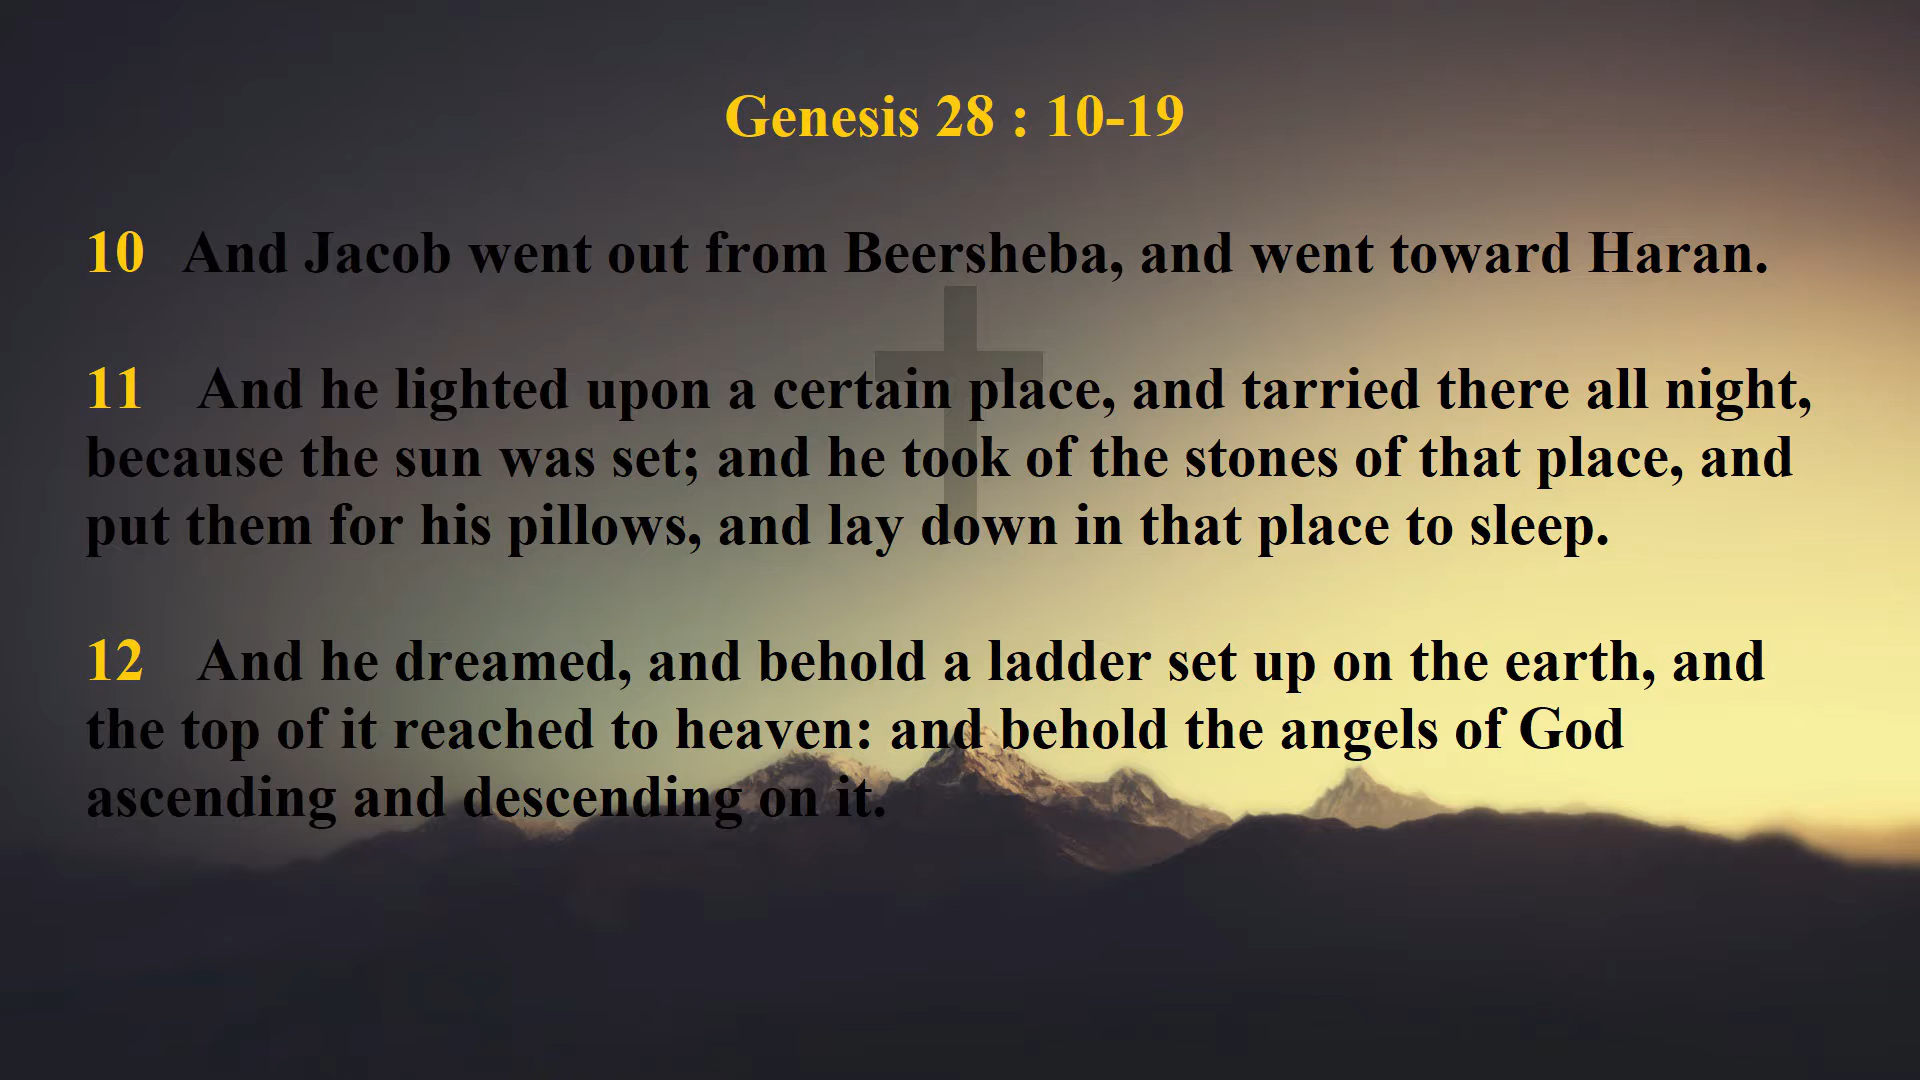 Genesis 28 : 10-19
10 And Jacob went out from Beersheba, and went toward Haran.
11 And he lighted upon a certain place, and tarried there all night,
because the sun was set; and he took of the stones of that place, and
put them for his pillows, and lay down in that place to sleep.
12 And he dreamed, and behold a ladder set up on the earth, and
the top of it reached to heaven: and behold the angels of God
ascending and descending on it.